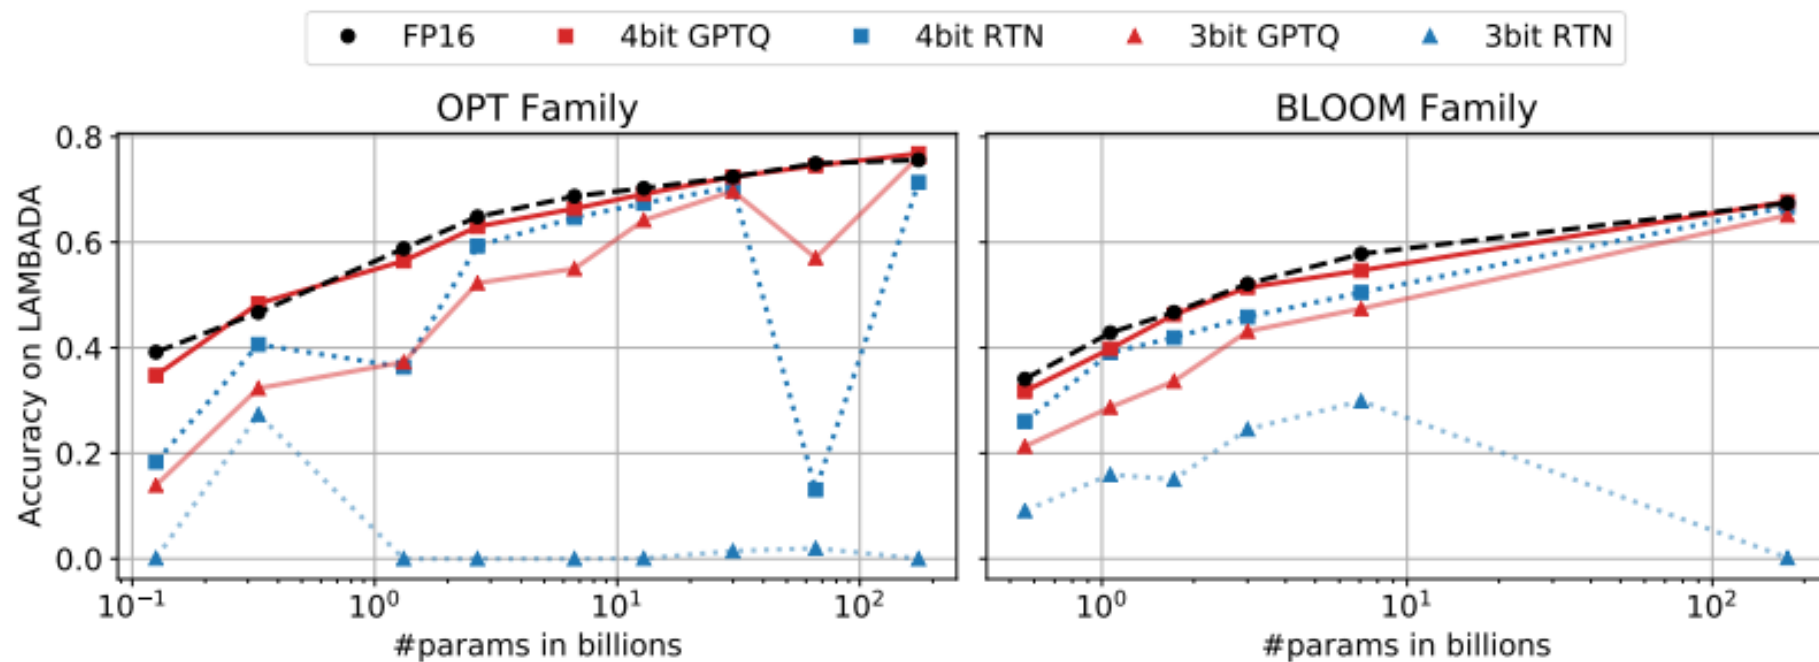 FP16 4bit GPTQ 4bit RTN 3bit GPTQ 3bit RTN
OPT Family
BLOOM Family
Accuracy on LAMBADA
0.8
0.6
0.4
0.2
0.0
10⁻¹ 10⁰ 10¹ 10²
#params in billions
10⁰ 10¹ 10²
#params in billions